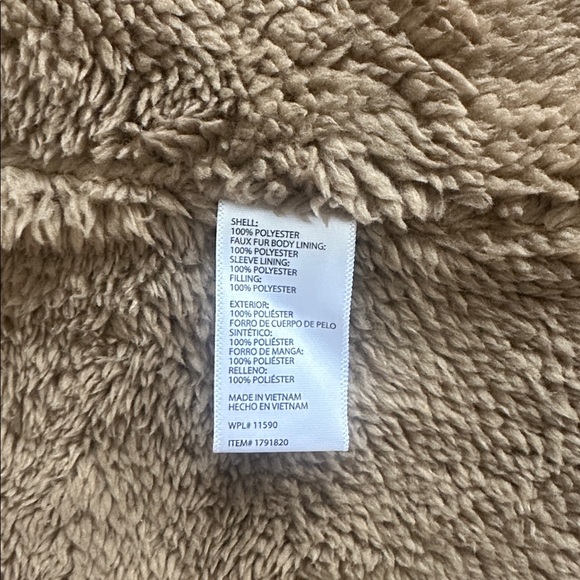 SHELL:
100% POLYESTER
FAUX FUR BODY LINING:
100% POLYESTER
SLEEVE LINING:
100% POLYESTER
FILLING:
100% POLYESTER
EXTERIOR:
100% POLIÉSTER
FORRO DE CUERPO DE PELO
SINTÉTICO:
100% POLIÉSTER
FORRO DE MANGA:
100% POLIÉSTER
RELLENO:
100% POLIÉSTER
MADE IN VIETNAM
HECHO EN VIETNAM
WPL# 11590
ITEM# 1791820